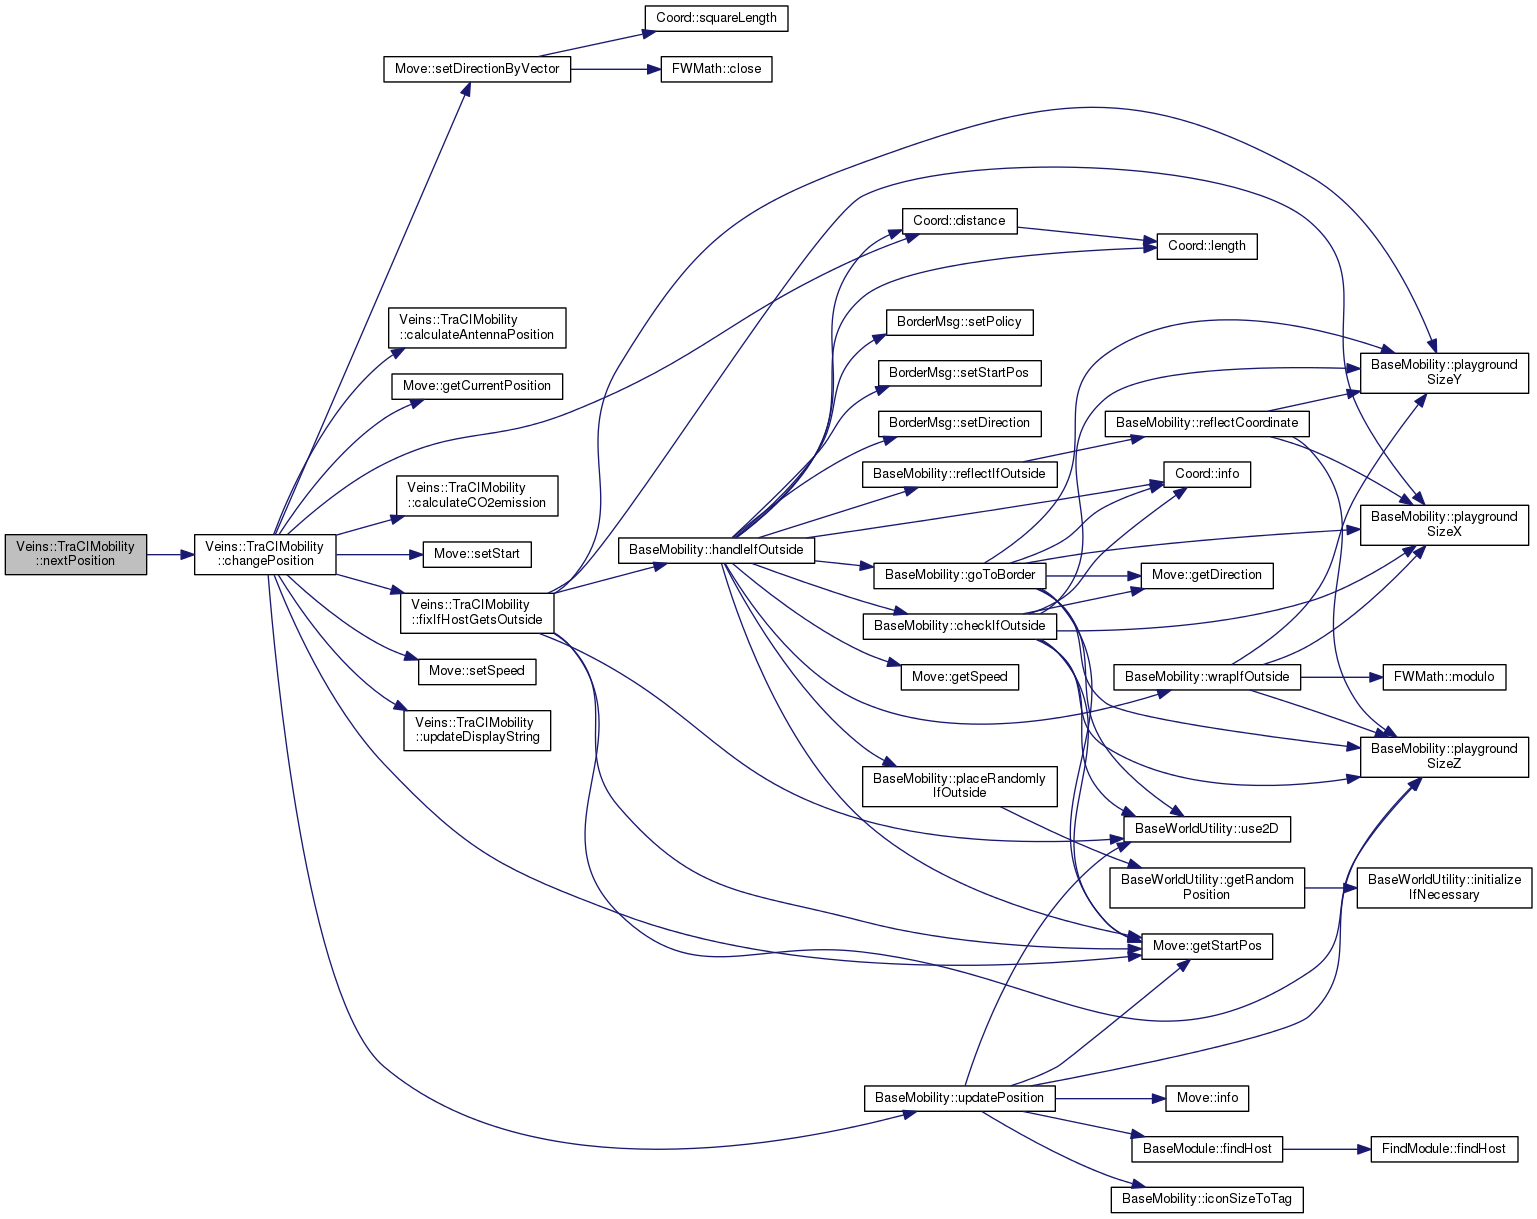 Coord::squareLength
Move::setDirectionByVector
FWMath::close
Coord::distance
Coord::length
Veins::TraCIMobility
::calculateAntennaPosition
BorderMsg::setPolicy
BaseMobility::playground
SizeY
Move::getCurrentPosition
BorderMsg::setStartPos
BorderMsg::setDirection
BaseMobility::reflectCoordinate
BaseMobility::reflectIfOutside
Coord::info
Veins::TraCIMobility
::calculateCO2emission
BaseMobility::playground
SizeX
Veins::TraCIMobility
::nextPosition
Veins::TraCIMobility
::changePosition
Move::setStart
BaseMobility::handleIfOutside
BaseMobility::goToBorder
Move::getDirection
Veins::TraCIMobility
::fixIfHostGetsOutside
BaseMobility::checkIfOutside
Move::setSpeed
Move::getSpeed
BaseMobility::wrapIfOutside
FWMath::modulo
Veins::TraCIMobility
::updateDisplayString
BaseMobility::playground
SizeZ
BaseMobility::placeRandomly
IfOutside
BaseWorldUtility::use2D
BaseWorldUtility::getRandom
Position
BaseWorldUtility::initialize
IfNecessary
Move::getStartPos
BaseMobility::updatePosition
Move::info
BaseModule::findHost
FindModule::findHost
BaseMobility::iconSizeToTag